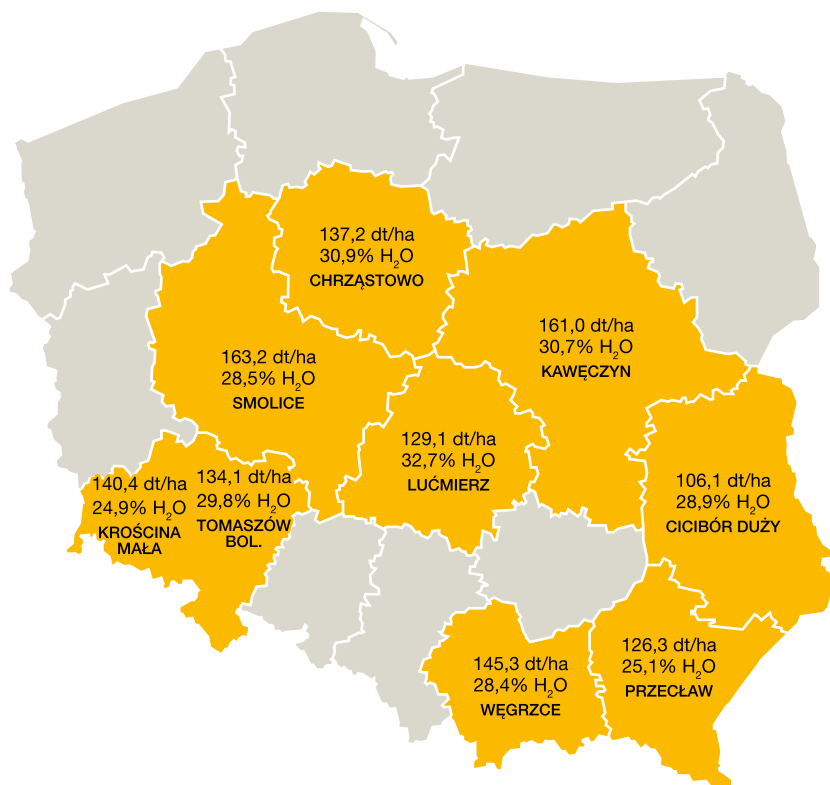 137,2 dt/ha
30,9% H₂O
CHRZĄSTOWO
161,0 dt/ha
30,7% H₂O
KAWĘCZYN
163,2 dt/ha
28,5% H₂O
SMOLICE
129,1 dt/ha
32,7% H₂O
LUĆMIERZ
140,4 dt/ha
24,9% H₂O
KROŚCINA
MAŁA
134,1 dt/ha
29,8% H₂O
TOMASZÓW
BOL.
106,1 dt/ha
28,9% H₂O
CICIBÓR DUŻY
145,3 dt/ha
28,4% H₂O
WĘGRZCE
126,3 dt/ha
25,1% H₂O
PRZECŁAW